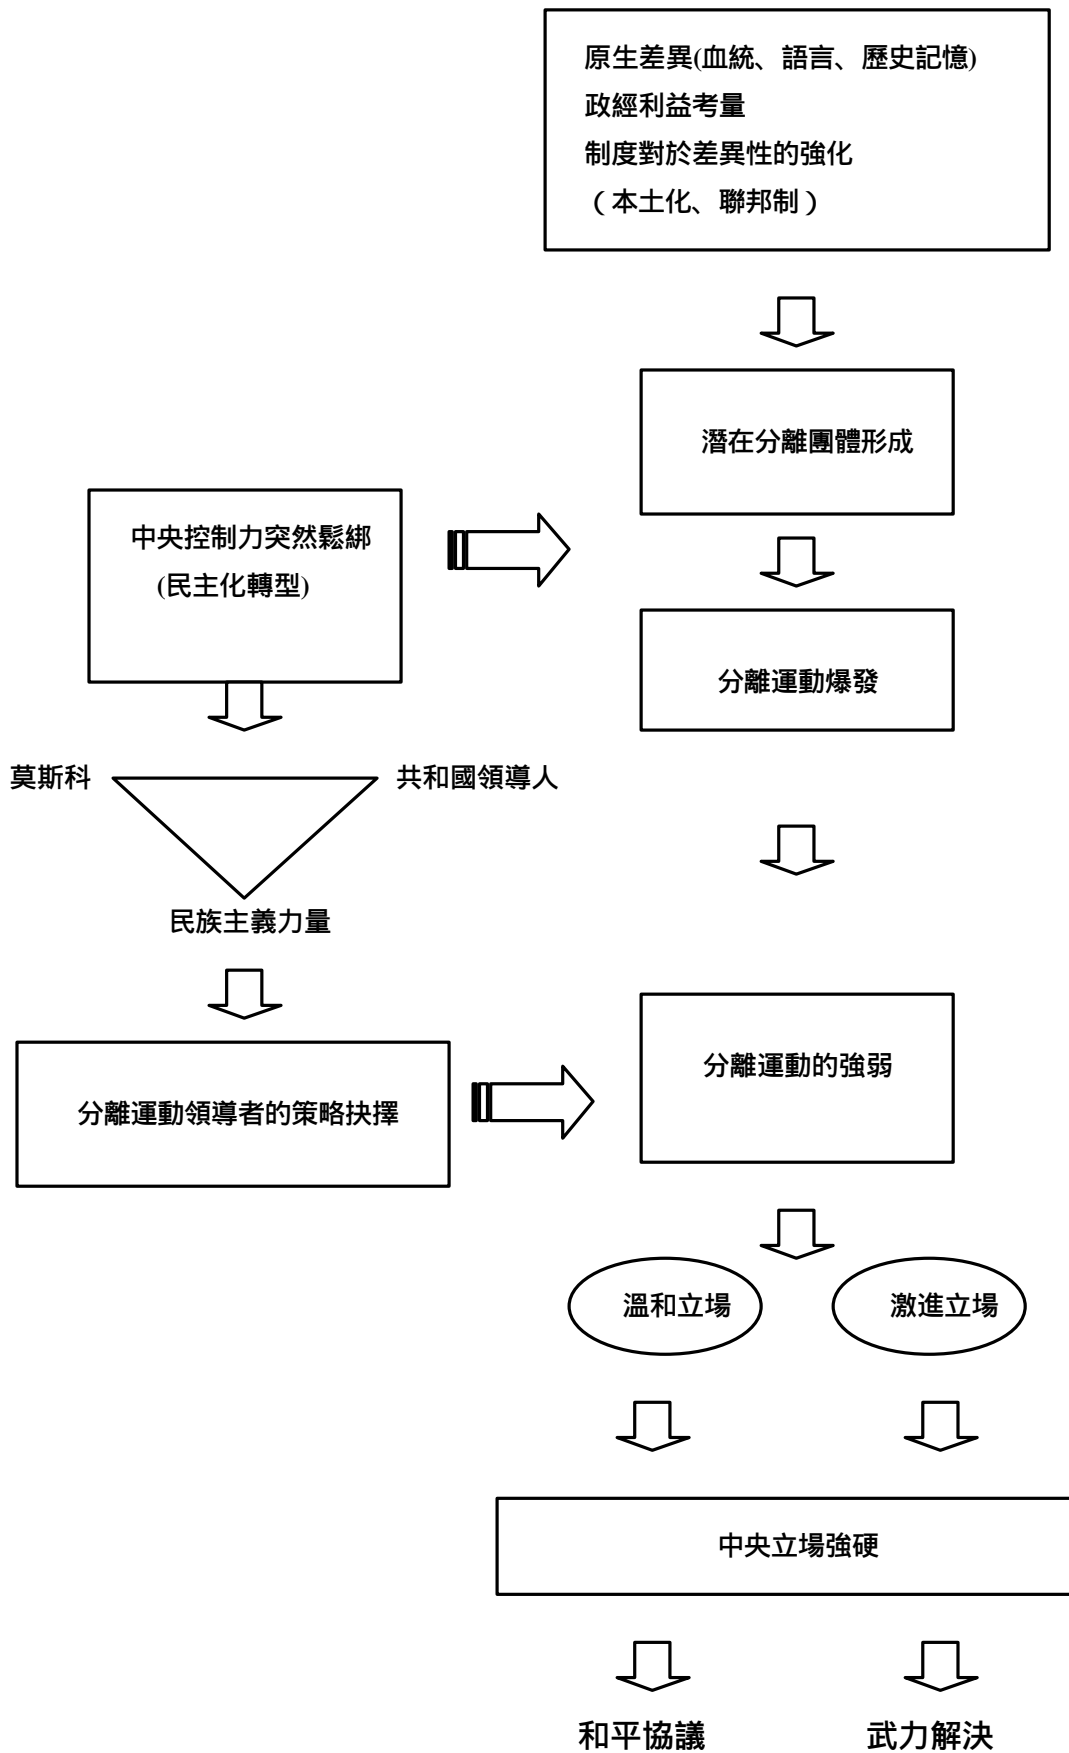 原生差異(血統、語言、歷史記憶)
政經利益考量
制度對於差異性的強化
（本土化、聯邦制）
潛在分離團體形成
中央控制力突然鬆綁
(民主化轉型)
分離運動爆發
莫斯科
共和國領導人
民族主義力量
分離運動的強弱
分離運動領導者的策略抉擇
溫和立場
激進立場
中央立場強硬
和平協議
武力解決